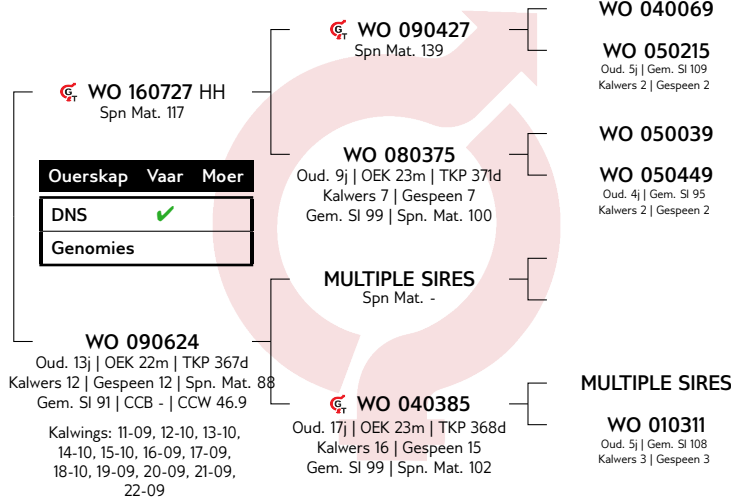 WO 160727 HH
Spn Mat. 117
Ouerskap Vaar Moer
DNS ✔
Genomies
WO 090624
Oud. 13j | OEK 22m | TKP 367d
Kalwers 12 | Gespeen 12 | Spn. Mat. 88
Gem. SI 91 | CCB - | CCW 46.9
Kalwings: 11-09, 12-10, 13-10,
14-10, 15-10, 16-09, 17-09,
18-10, 19-09, 20-09, 21-09,
22-09
WO 090427
Spn Mat. 139
WO 080375
Oud. 9j | OEK 23m | TKP 371d
Kalwers 7 | Gespeen 7
Gem. SI 99 | Spn. Mat. 100
MULTIPLE SIRES
Spn Mat. -
WO 040385
Oud. 17j | OEK 23m | TKP 368d
Kalwers 16 | Gespeen 15
Gem. SI 99 | Spn. Mat. 102
WO 040069
WO 050215
Oud. 5j | Gem. SI 109
Kalwers 2 | Gespeen 2
WO 050039
WO 050449
Oud. 4j | Gem. SI 95
Kalwers 2 | Gespeen 2
MULTIPLE SIRES
WO 010311
Oud. 5j | Gem. SI 108
Kalwers 3 | Gespeen 3